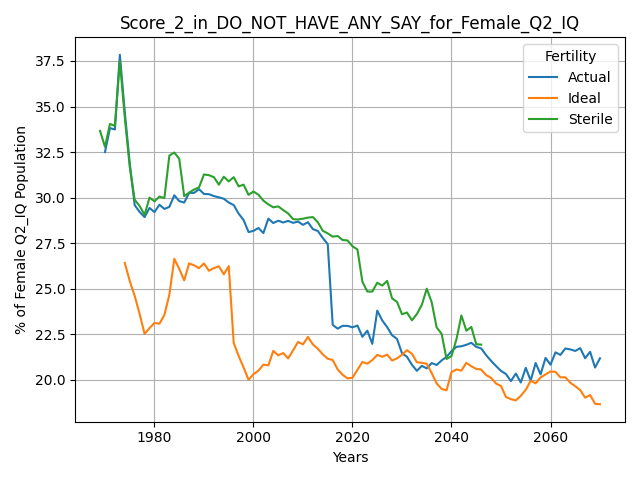 Score_2_in_DO_NOT_HAVE_ANY_SAY_for_Female_Q2_IQ
Fertility
Actual
Ideal
Sterile
37.5
35.0
32.5
30.0
27.5
25.0
22.5
20.0
% of Female Q2_IQ Population
1980
2000
2020
2040
2060
Years